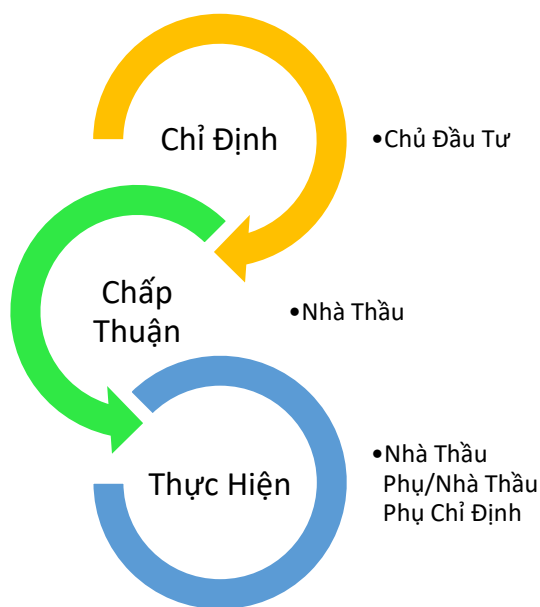 Chỉ Định
•Chủ Đầu Tư
Chấp
Thuận
•Nhà Thầu
Thực Hiện
•Nhà Thầu
Phụ/Nhà Thầu
Phụ Chỉ Định